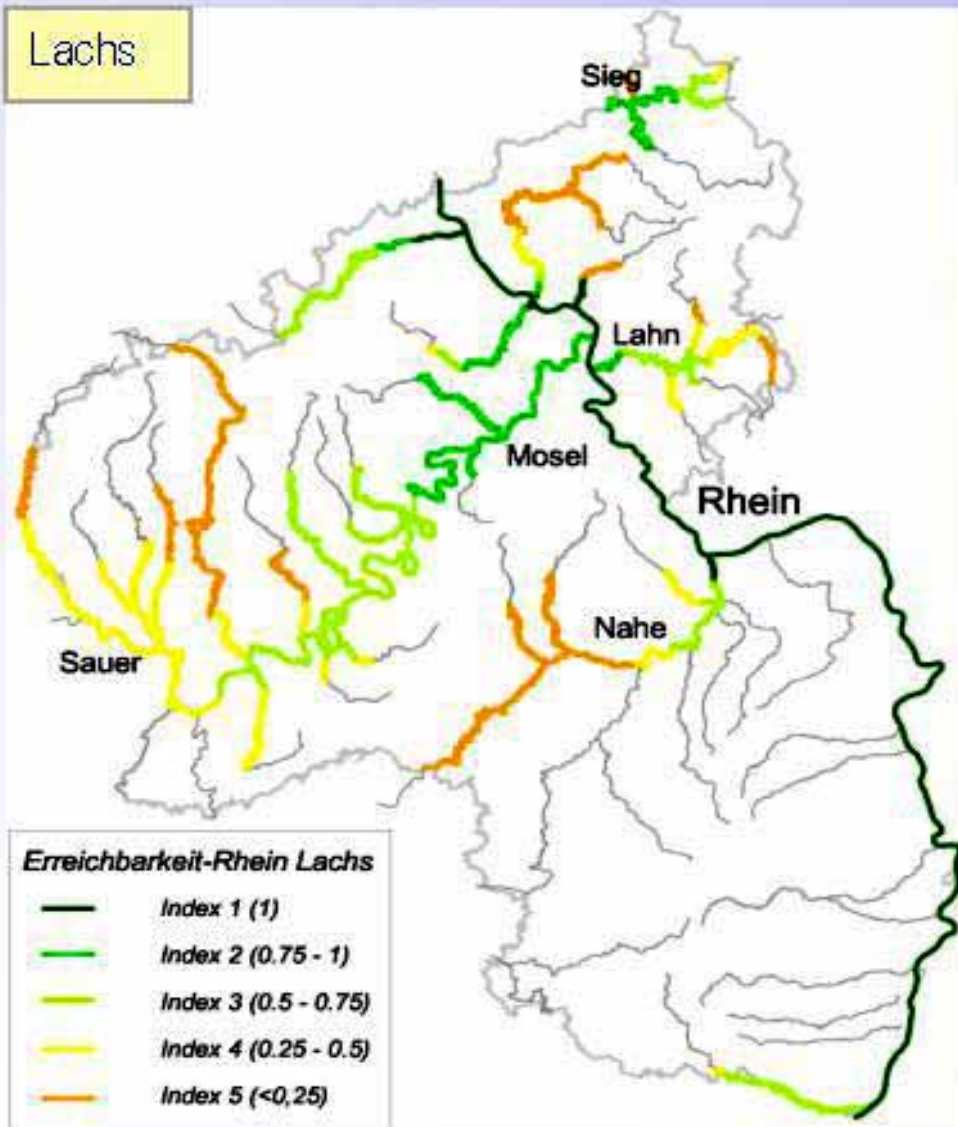 Lachs
Sieg
Lahn
Mosel
Rhein
Nahe
Sauer
Erreichbarkeit-Rhein Lachs
Index 1 (1)
Index 2 (0.75 - 1)
Index 3 (0.5 - 0.75)
Index 4 (0.25 - 0.5)
Index 5 (<0,25)